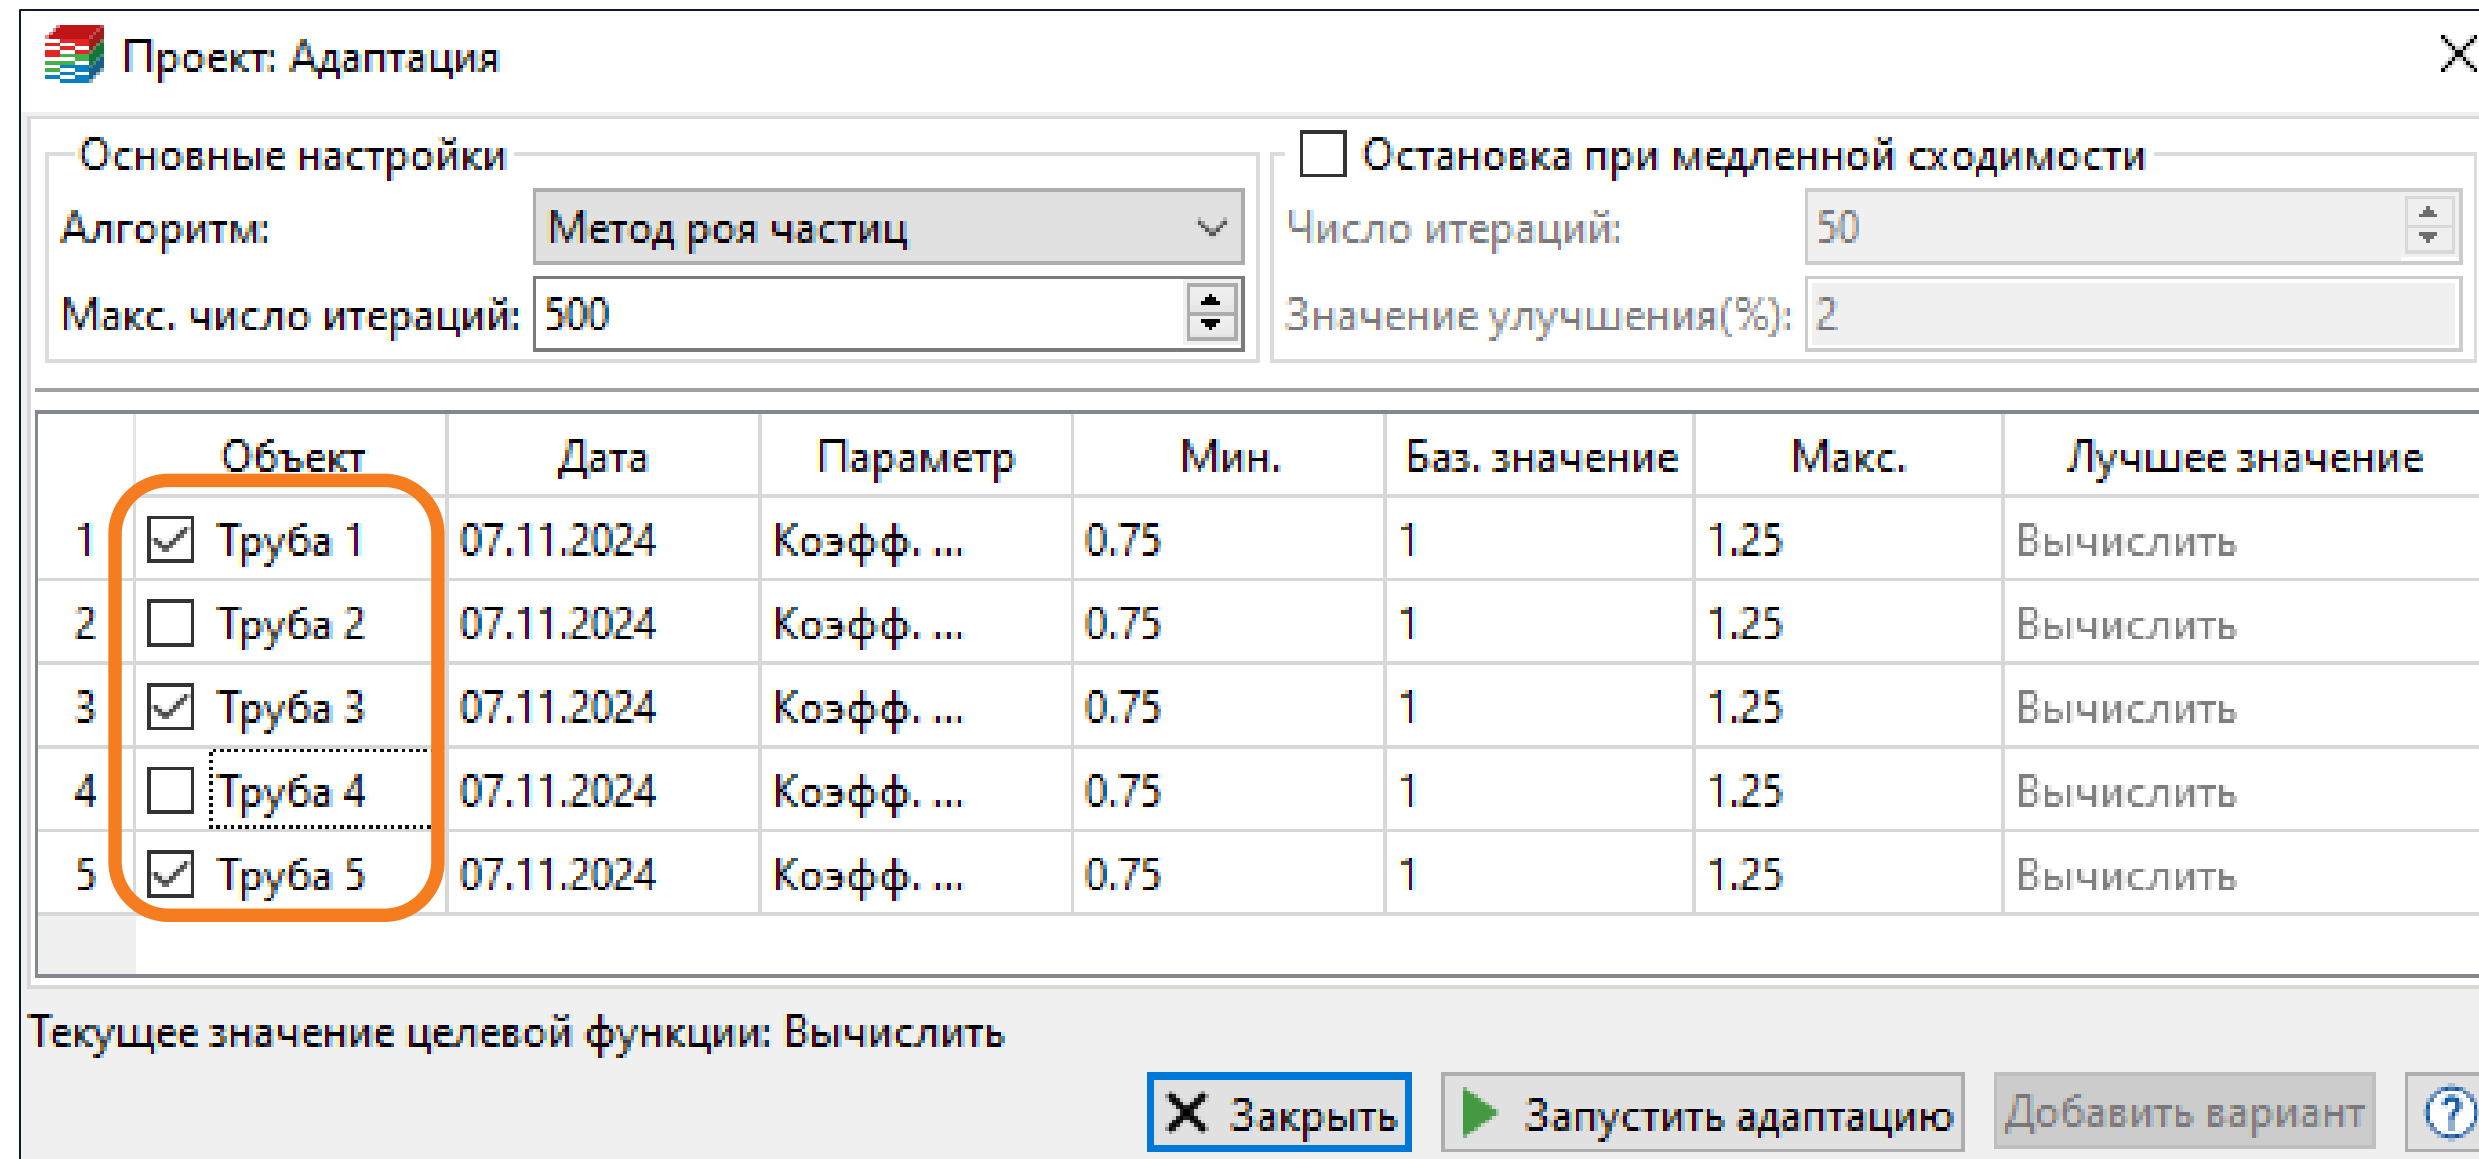 Проект: Адаптация
Основные настройки
Остановка при медленной сходимости
Алгоритм: Метод роя частиц
Число итераций: 50
Макс. число итераций: 500
Значение улучшения(%): 2
Объект Дата Параметр Мин. Баз. значение Макс. Лучшее значение
1 Труба 1 07.11.2024 Коэфф. ... 0.75 1 1.25 Вычислить
2 Труба 2 07.11.2024 Коэфф. ... 0.75 1 1.25 Вычислить
3 Труба 3 07.11.2024 Коэфф. ... 0.75 1 1.25 Вычислить
4 Труба 4 07.11.2024 Коэфф. ... 0.75 1 1.25 Вычислить
5 Труба 5 07.11.2024 Коэфф. ... 0.75 1 1.25 Вычислить
Текущее значение целевой функции: Вычислить
Закрыть Запустить адаптацию Добавить вариант ?